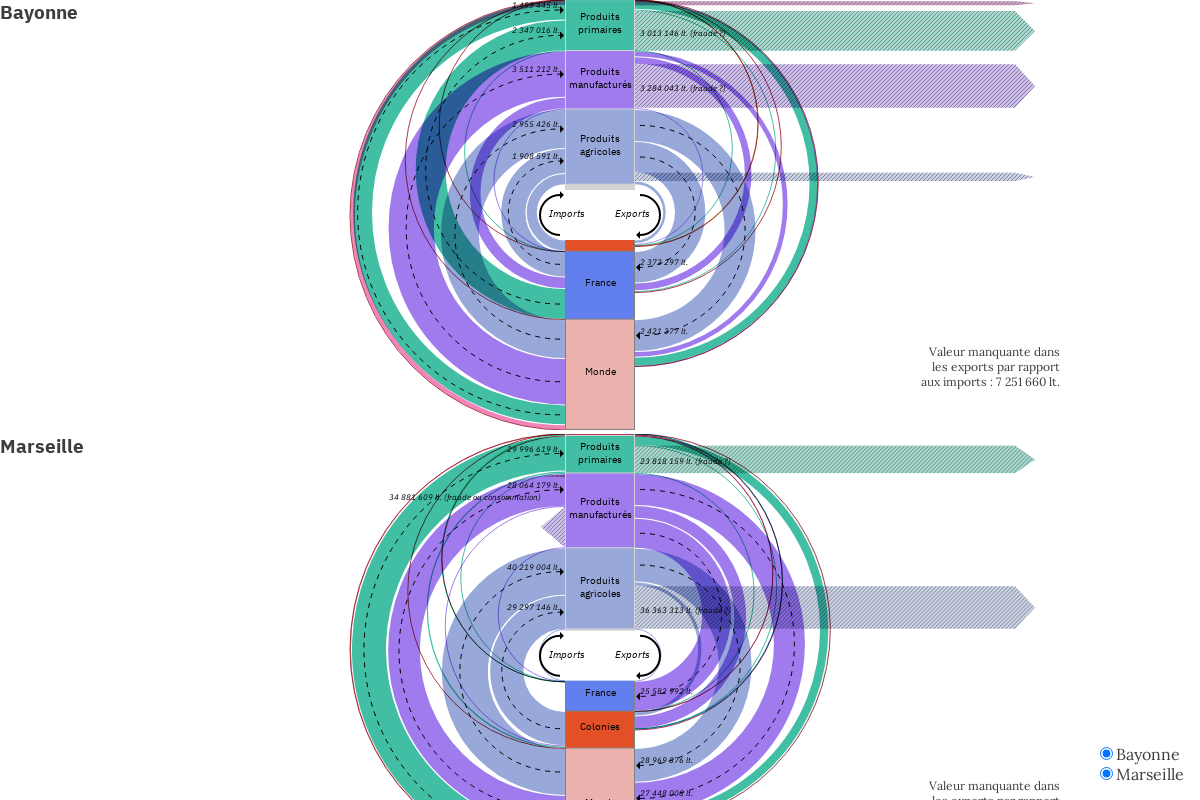 Bayonne
1 499 445 lt.
Produits
primaires
2 347 016 lt.
3 013 146 lt. (fraude ?)
3 511 212 lt.
Produits
manufacturés
3 284 043 lt. (fraude ?)
2 955 426 lt.
Produits
agricoles
1 908 591 lt.
Imports
Exports
2 372 297 lt.
France
2 421 377 lt.
Monde
Valeur manquante dans
les exports par rapport
aux imports : 7 251 660 lt.
Marseille
29 996 619 lt.
Produits
primaires
23 818 159 lt. (fraude ?)
28 064 179 lt.
34 881 609 lt. (fraude ou consommation)
Produits
manufacturés
40 219 004 lt.
Produits
agricoles
29 297 146 lt.
36 363 313 lt. (fraude ?)
Imports
Exports
France
25 582 992 lt.
Colonies
28 969 876 lt.
27 448 008 lt.
Bayonne
Marseille
Valeur manquante dans